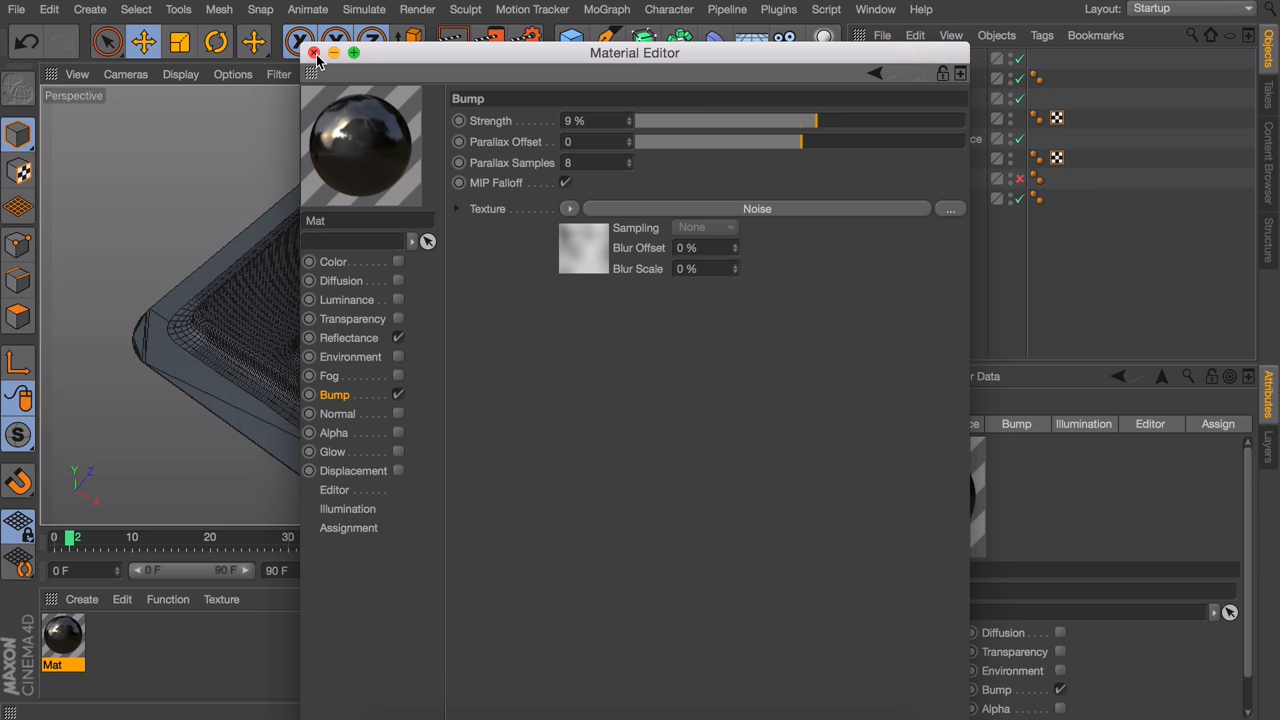 File Edit Create Select Tools Mesh Snap Animate Simulate Render Sculpt Motion Tracker MoGraph Character Pipeline Plugins Script Window Help Layout: Startup
File Edit View Objects Tags Bookmarks
Material Editor
View Cameras Display Options Filter
Perspective
Bump
Strength ....... 9 %
Parallax Offset .. 0
Parallax Samples 8
MIP Falloff .....
Texture ....... Noise ...
Sampling None
Blur Offset 0 %
Blur Scale 0 %
Mat
Color.......
Diffusion ....
Luminance ..
Transparency
Reflectance
Environment
Fog ........
Bump ......
Normal .....
Alpha .....
Glow .....
Displacement
Editor ......
Illumination
Assignment
Y
Z
X
0 2 10 20 30
0 F 0 F 90 F 90 F
Create Edit Function Texture
Mat
MAXON
CINEMA 4D
ce
r Data
ce Bump Illumination Editor Assign
Diffusion ....
Transparency
Environment
Bump ......
Alpha .....
Objects
Takes
Content Browser
Structure
Attributes
Layers